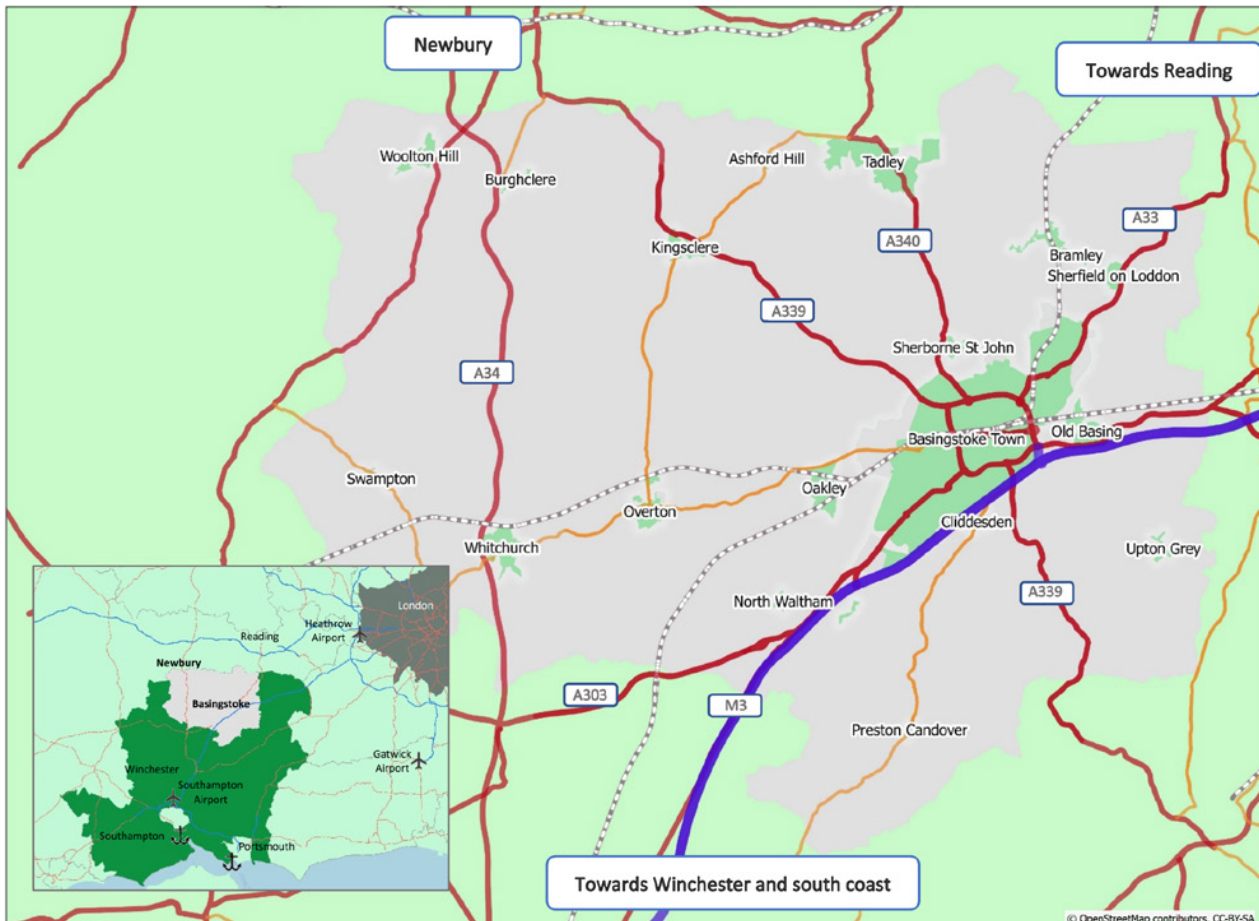 Newbury
Towards Reading
Woolton Hill
Burghclere
Ashford Hill
Tadley
A33
A340
Kingsclere
Bramley
Sherfield on Loddon
A339
Sherborne St John
A34
Basingstoke Town
Old Basing
Swampton
Oakley
Overton
Cliddesden
Whitchurch
Upton Grey
North Waltham
A339
A303
M3
Preston Candover
Towards Winchester and south coast
London
Heathrow
Airport
Reading
Newbury
Basingstoke
Gatwick
Airport
Winchester
Southampton
Airport
Southampton
Portsmouth
© OpenStreetMap contributors, CC-BY-SA